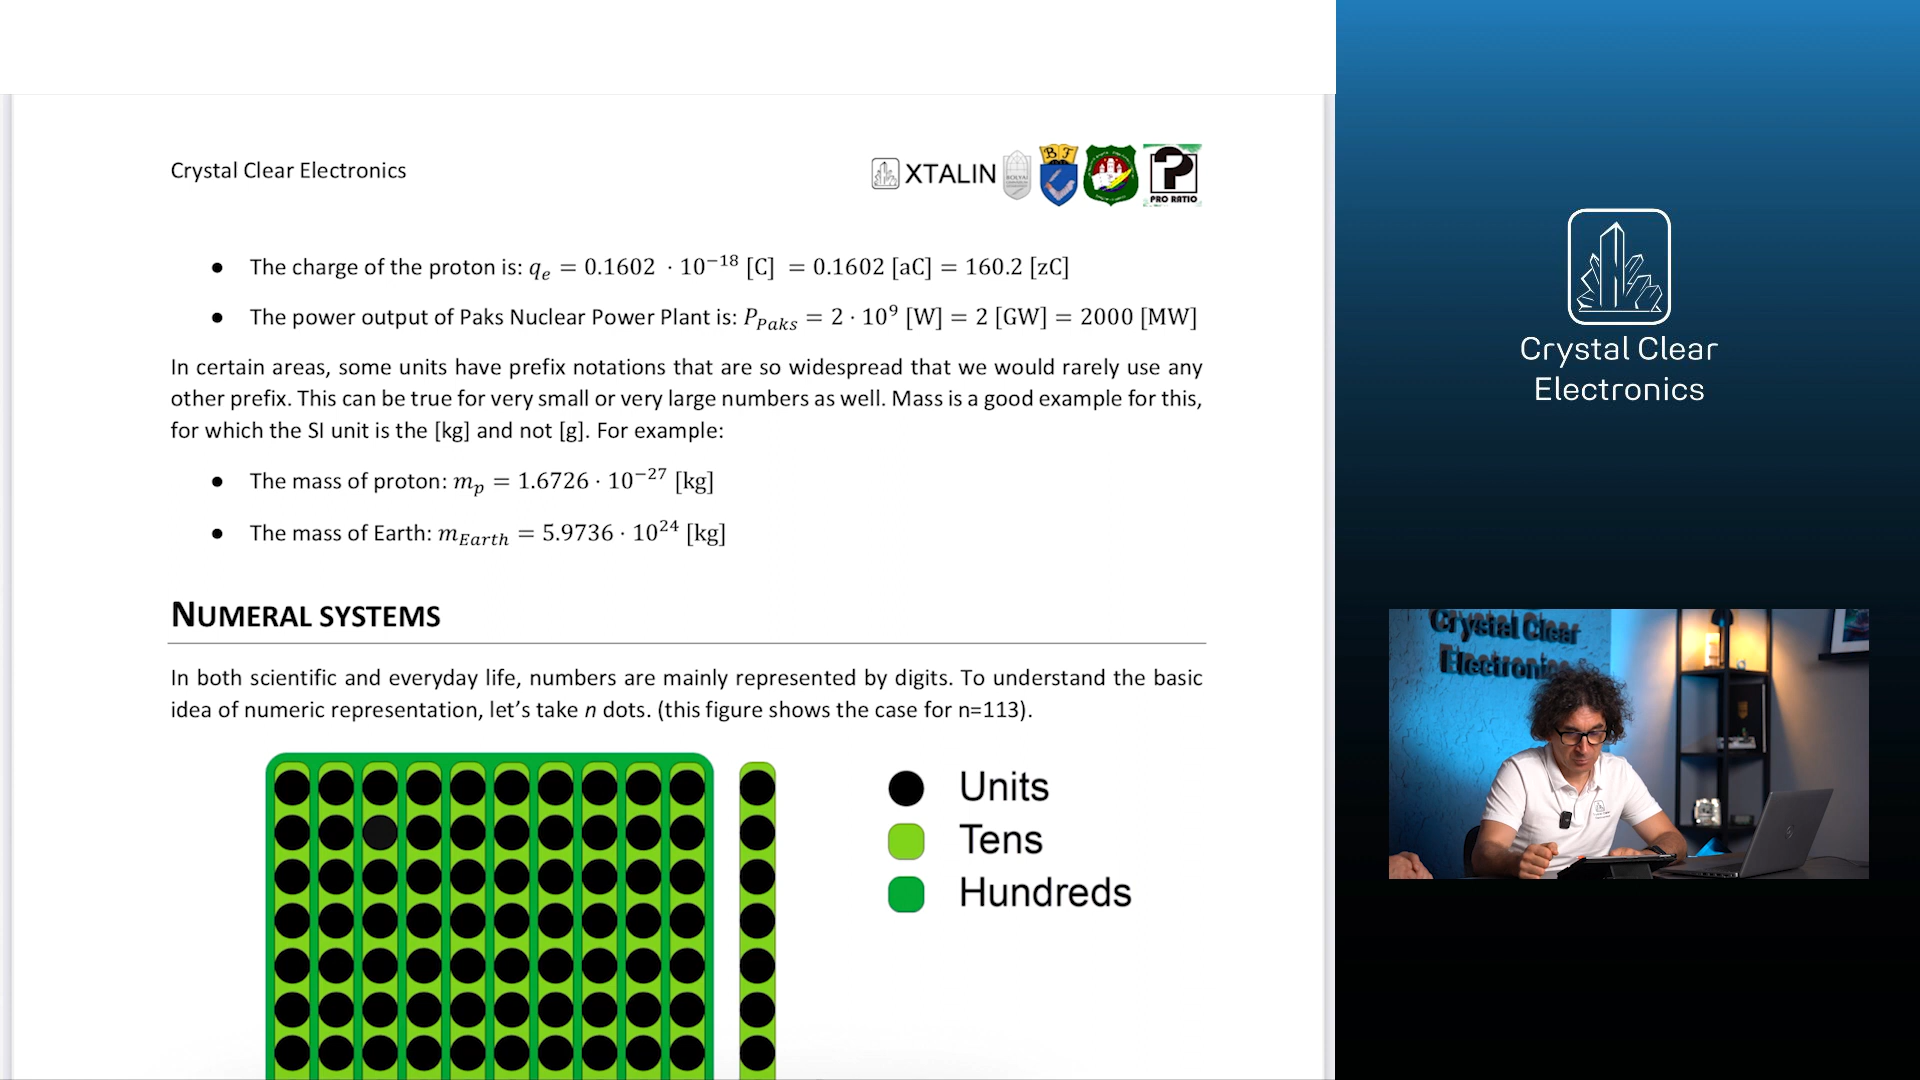 Crystal Clear Electronics
XTALIN
BOLYAI
B F
PRO RATIO
● The charge of the proton is: qₑ = 0.1602 · 10⁻¹⁸ [C] = 0.1602 [aC] = 160.2 [zC]
● The power output of Paks Nuclear Power Plant is: P_Paks = 2 · 10⁹ [W] = 2 [GW] = 2000 [MW]
In certain areas, some units have prefix notations that are so widespread that we would rarely use any
other prefix. This can be true for very small or very large numbers as well. Mass is a good example for this,
for which the SI unit is the [kg] and not [g]. For example:
● The mass of proton: mₚ = 1.6726 · 10⁻²⁷ [kg]
● The mass of Earth: m_Earth = 5.9736 · 10²⁴ [kg]
NUMERAL SYSTEMS
In both scientific and everyday life, numbers are mainly represented by digits. To understand the basic
idea of numeric representation, let’s take n dots. (this figure shows the case for n=113).
Units
Tens
Hundreds
Crystal Clear
Electronics
Crystal Clear
Electronics